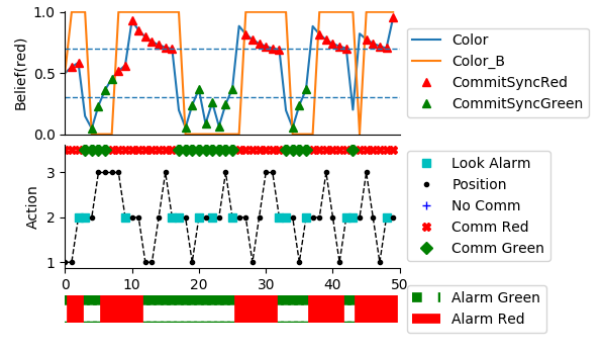 1.0
0.5
0.0
Belief(red)
Color
Color_B
CommitSyncRed
CommitSyncGreen
3
2
1
Action
0 10 20 30 40 50
Look Alarm
Position
No Comm
Comm Red
Comm Green
Alarm Green
Alarm Red